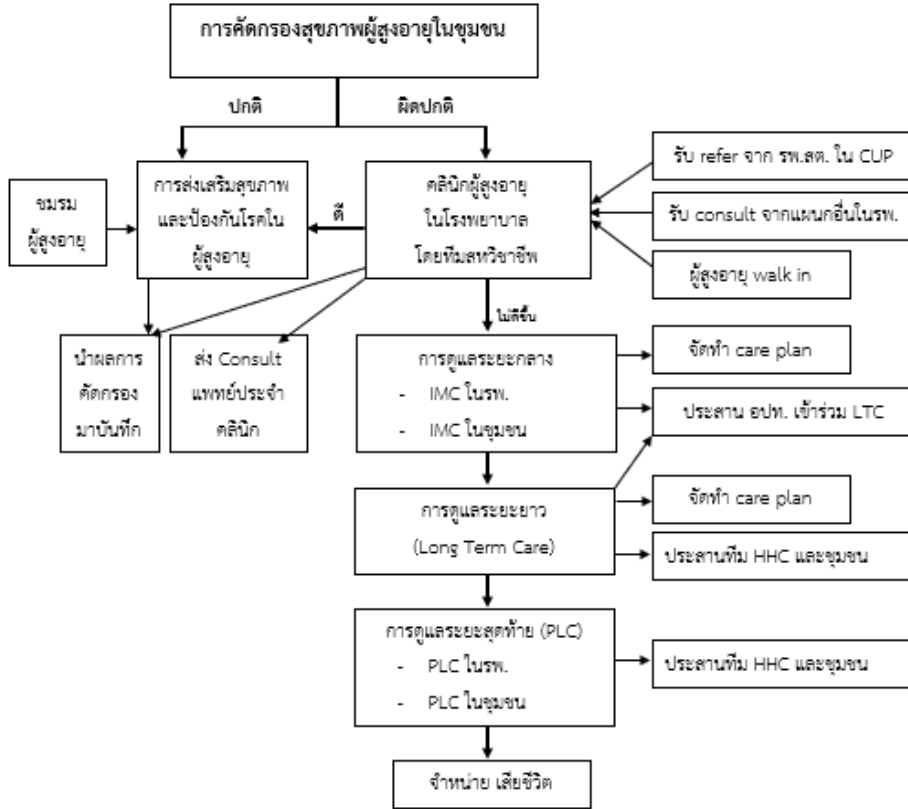 การคัดกรองสุขภาพผู้สูงอายุในชุมชน
ปกติ
ผิดปกติ
ชมรม
ผู้สูงอายุ
การส่งเสริมสุขภาพ
และป้องกันโรคใน
ผู้สูงอายุ
ดีขึ้น
คลินิกผู้สูงอายุ
ในโรงพยาบาล
โดยทีมสหวิชาชีพ
รับ refer จาก รพ.สต. ใน CUP
รับ consult จากแผนกอื่นในรพ.
ผู้สูงอายุ walk in
ไม่ดีขึ้น
นำผลการ
คัดกรอง
มาบันทึก
ส่ง Consult
แพทย์ประจำ
คลินิก
การดูแลระยะกลาง
- IMC ในรพ.
- IMC ในชุมชน
จัดทำ care plan
ประสาน อปท. เข้าร่วม LTC
การดูแลระยะยาว
(Long Term Care)
จัดทำ care plan
ประสานทีม HHC และชุมชน
การดูแลระยะสุดท้าย (PLC)
- PLC ในรพ.
- PLC ในชุมชน
ประสานทีม HHC และชุมชน
จำหน่าย เสียชีวิต